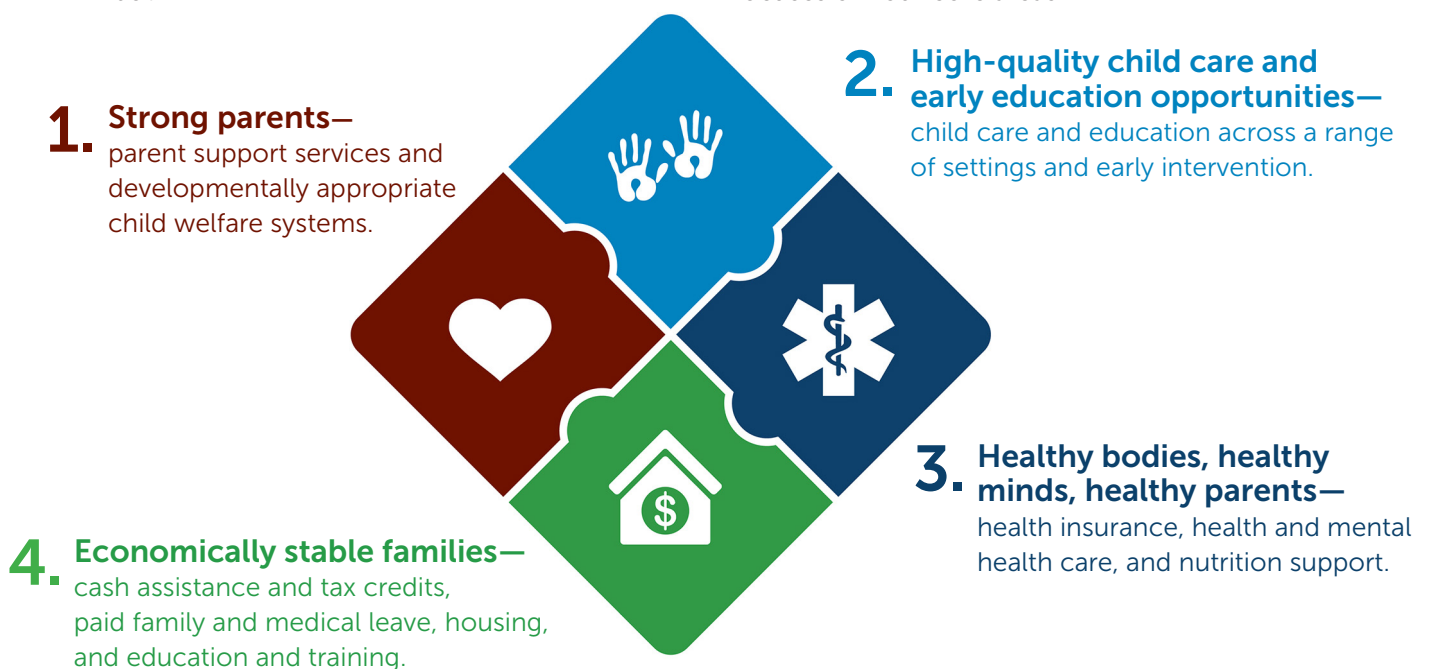 1. Strong parents—
parent support services and
developmentally appropriate
child welfare systems.
2. High-quality child care and
early education opportunities—
child care and education across a range
of settings and early intervention.
3. Healthy bodies, healthy
minds, healthy parents—
health insurance, health and mental
health care, and nutrition support.
4. Economically stable families—
cash assistance and tax credits,
paid family and medical leave, housing,
and education and training.
$